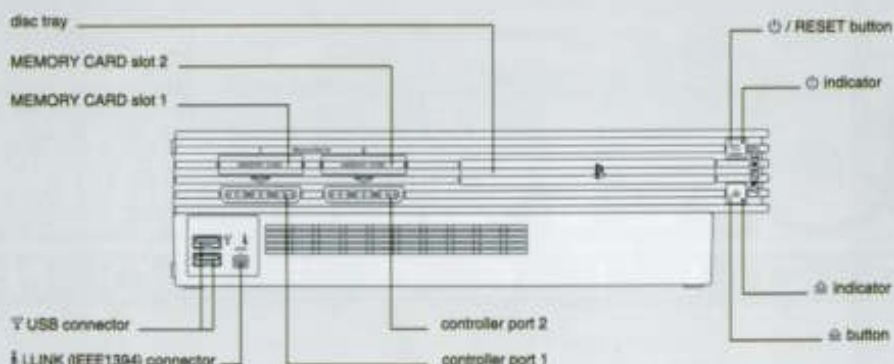 disc tray
MEMORY CARD slot 2
MEMORY CARD slot 1
⏻ / RESET button
⏻ indicator
⏏ indicator
⏏ button
USB connector
i.LINK (IEEE1394) connector
controller port 2
controller port 1